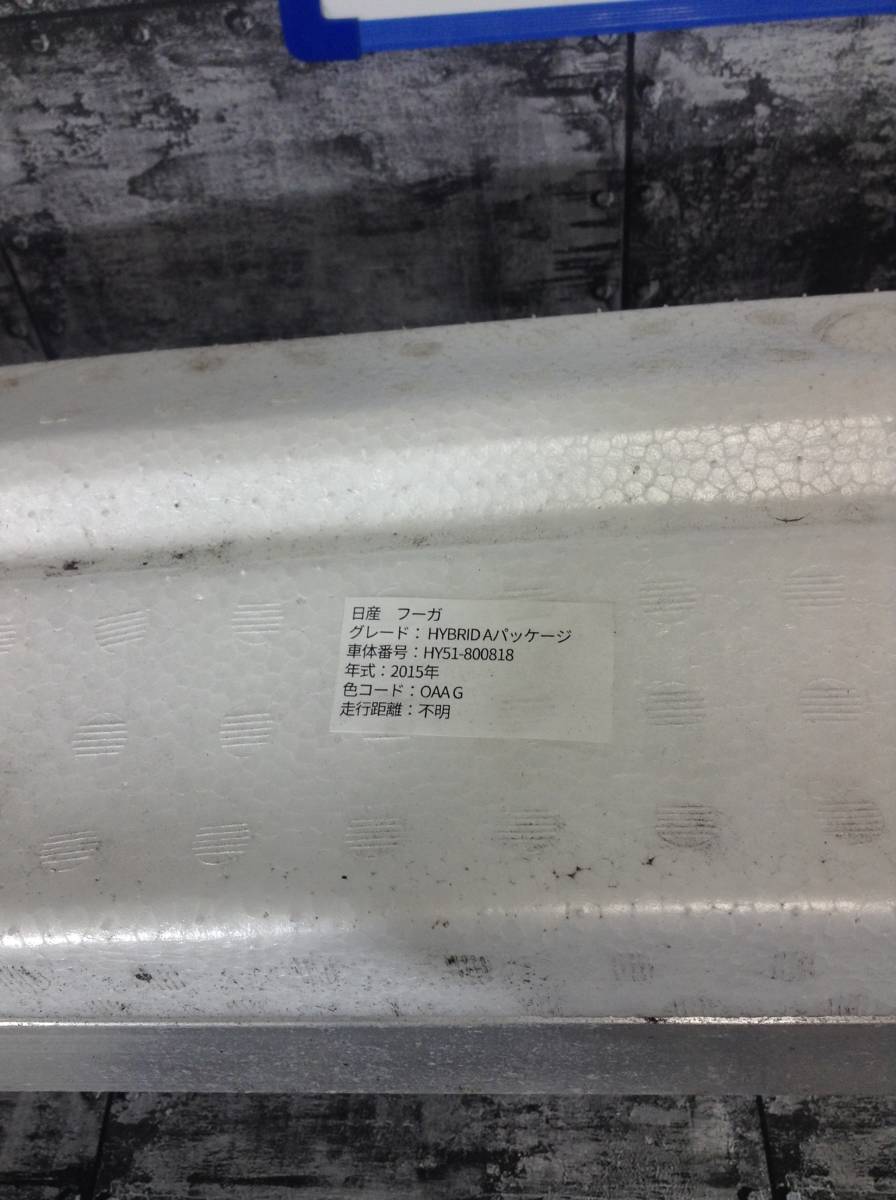 日産　フーガ
グレード：HYBRID Aパッケージ
車体番号：HY51-800818
年式：2015年
色コード：OAA G
走行距離：不明